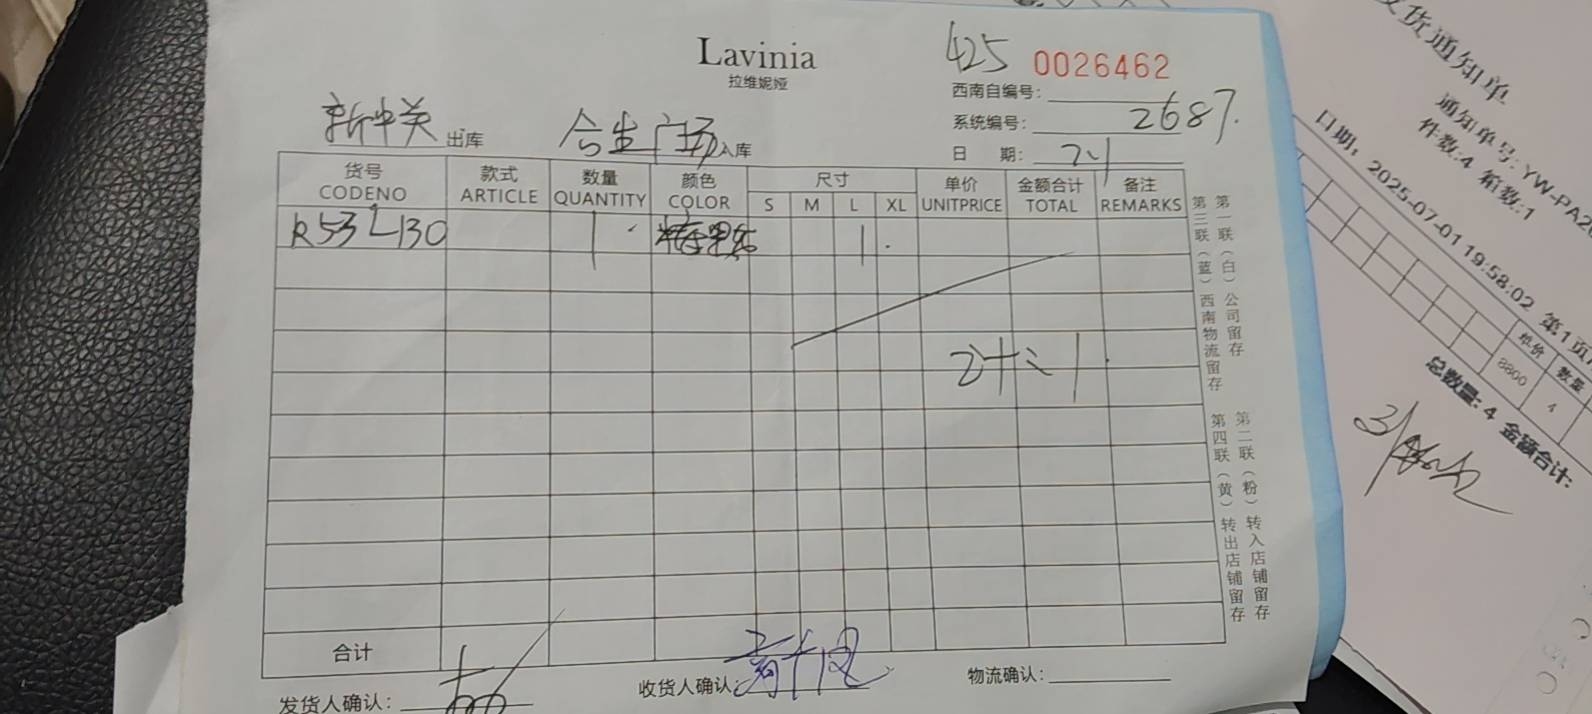 Lavinia
拉维妮娅
425 0026462
西南自编号:
系统编号: 2687.
日 期:
新中关 出库 合生广场 入库
货号 款式 数量 颜色 尺寸 单价 金额合计 备注
CODENO ARTICLE QUANTITY COLOR S M L XL UNITPRICE TOTAL REMARKS
R53L130 1 1
计: 1
合计
发货人确认:
收货人确认:
物流确认:
第一联（白）公司留存
第二联（粉）转入店铺留存
第三联（蓝）西南物流留存
第四联（黄）转出店铺留存
货通知单
通知单号: YW-PA20
件数:4 箱数:1
日期: 2025-07-01 19:58:02 第1页
单价 数量
8800 4
总数量: 4 金额合计: